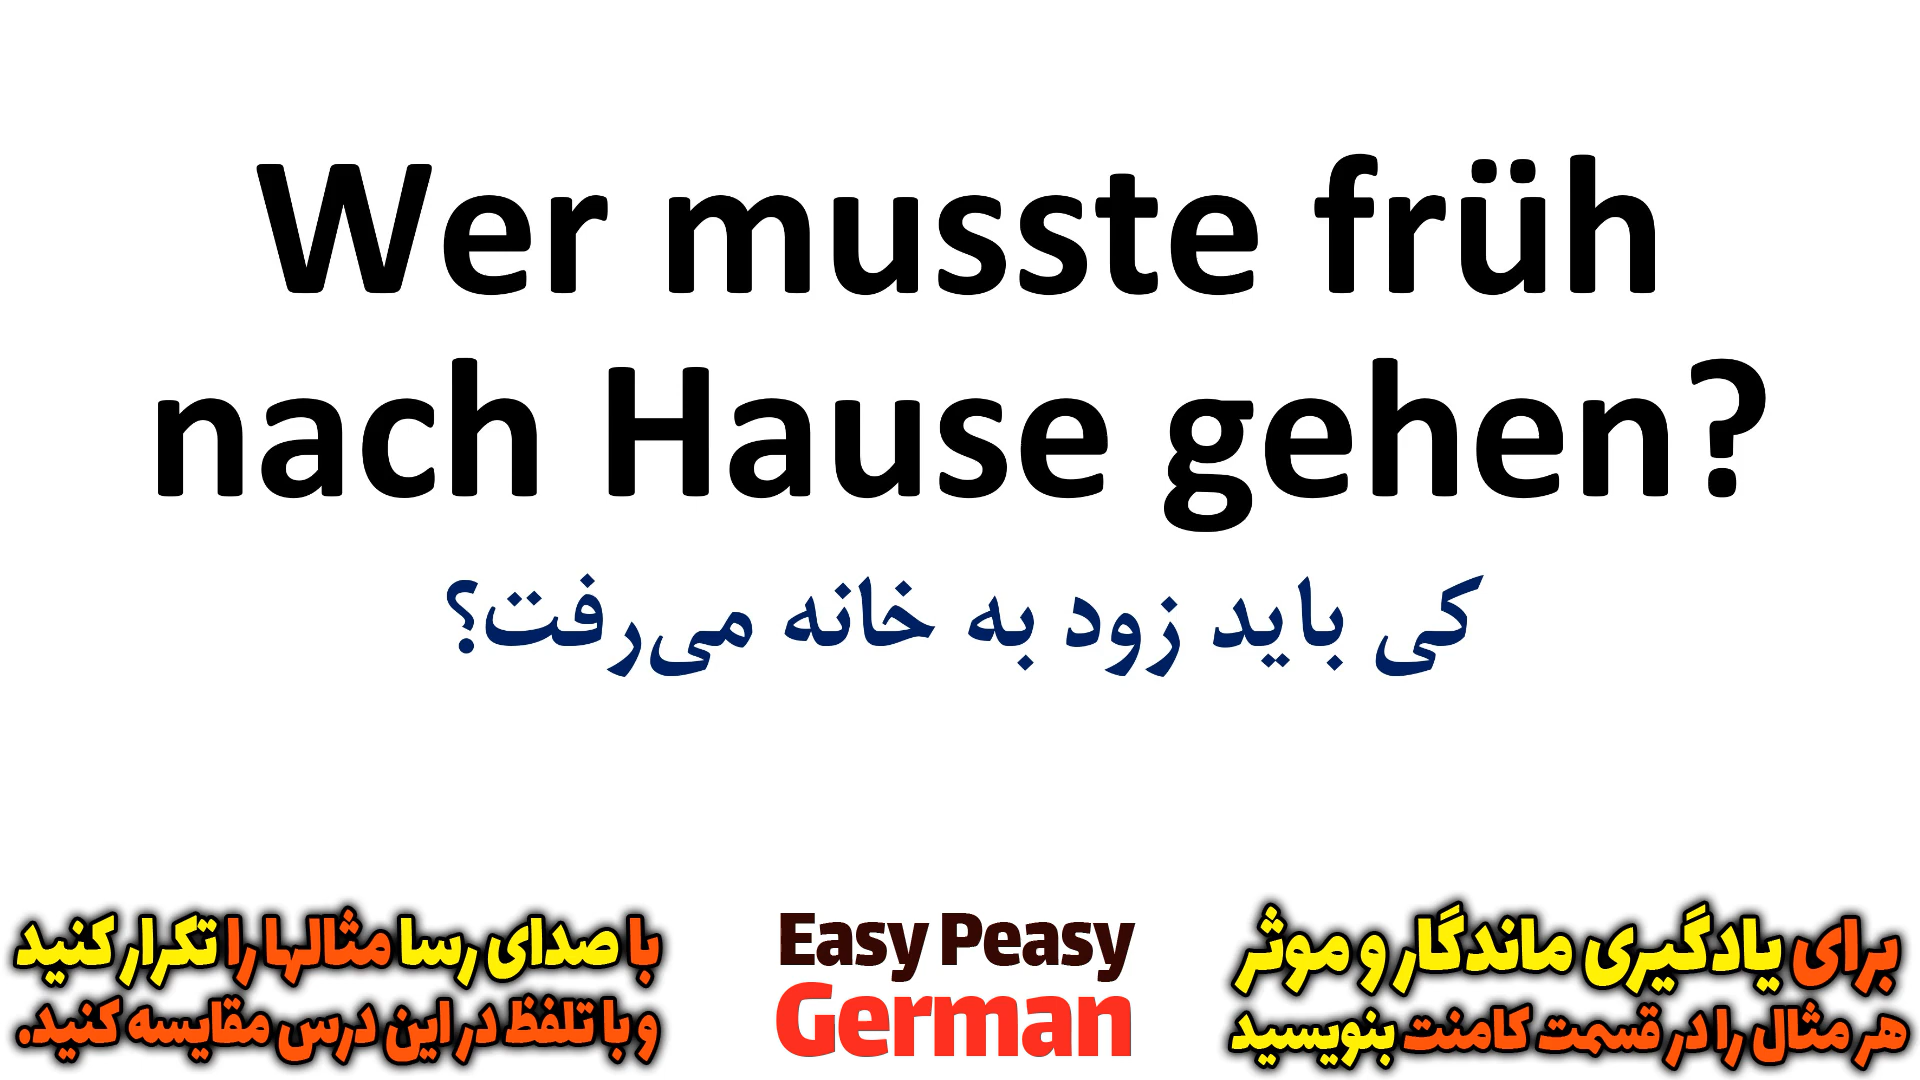 Wer musste früh
nach Hause gehen?
کی باید زود به خانه می‌رفت؟
برای یادگیری ماندگار و موثر
هر مثال را در قسمت کامنت بنویسید
Easy Peasy
German
با صدای رسا مثالها را تکرار کنید
و با تلفظ در این درس مقایسه کنید.